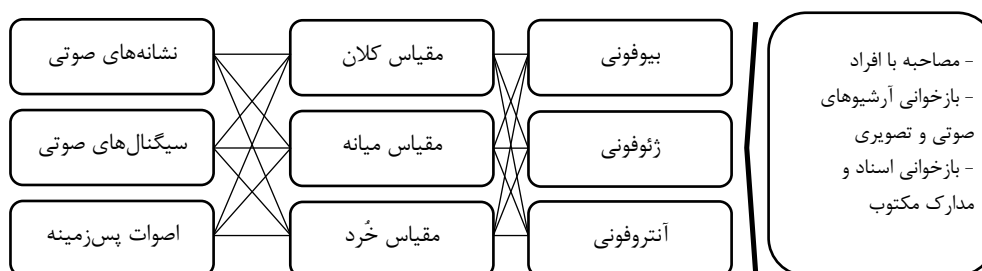 - مصاحبه با افراد
- بازخوانی آرشیوهای
صوتی و تصویری
- بازخوانی اسناد و
مدارک مکتوب
بیوفونی
ژئوفونی
آنتروفونی
مقیاس کلان
مقیاس میانه
مقیاس خُرد
نشانه‌های صوتی
سیگنال‌های صوتی
اصوات پس‌زمینه